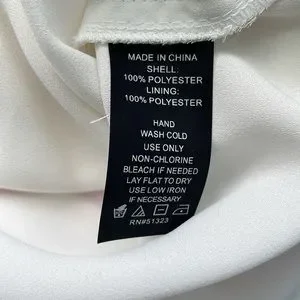 MADE IN CHINA
SHELL:
100% POLYESTER
LINING:
100% POLYESTER
HAND
WASH COLD
USE ONLY
NON-CHLORINE
BLEACH IF NEEDED
LAY FLAT TO DRY
USE LOW IRON
IF NECESSARY
RN#51323